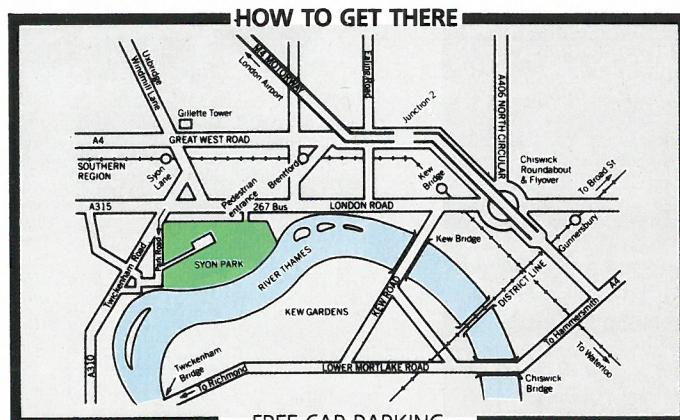 HOW TO GET THERE
Uxbridge
Windmill Lane
M4 MOTORWAY
London Airport
Ealing Road
Junction 2
A406 NORTH CIRCULAR
Gillette Tower
A4
GREAT WEST ROAD
SOUTHERN
REGION
Syon
Lane
Brentford
Kew
Bridge
Chiswick
Roundabout
& Flyover
To Broad St
Pedestrian
entrance
A315
267 Bus
LONDON ROAD
Gunnersbury
Twickenham Road
Park Road
SYON PARK
RIVER THAMES
Kew Bridge
KEW ROAD
DISTRICT LINE
KEW GARDENS
A4
To Hammersmith
To Waterloo
A310
Twickenham
Bridge
To Richmond
LOWER MORTLAKE ROAD
Chiswick
Bridge
FREE CAR PARKING